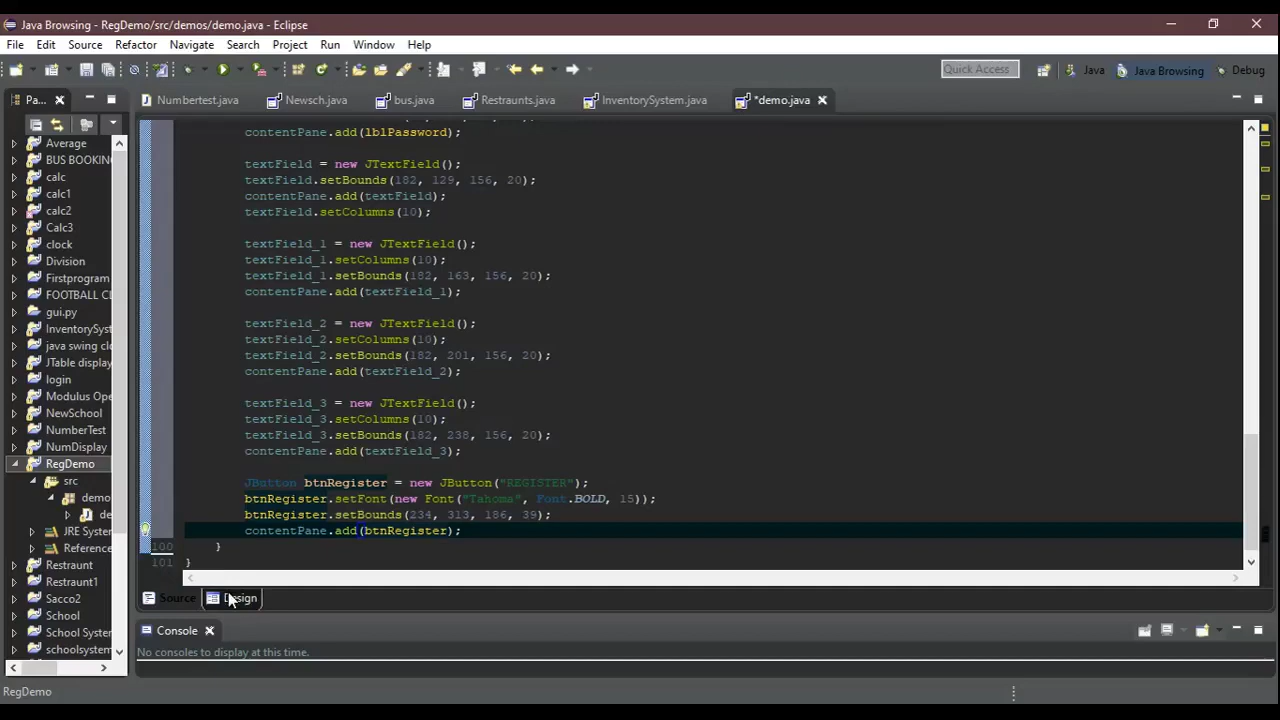 Java Browsing - RegDemo/src/demos/demo.java - Eclipse
File Edit Source Refactor Navigate Search Project Run Window Help
Quick Access Java Java Browsing Debug
Pa... Numbertest.java Newsch.java bus.java Restraunts.java InventorySystem.java *demo.java
Average
BUS BOOKING
calc
calc1
calc2
Calc3
clock
Division
Firstprogram
FOOTBALL CL
gui.py
InventorySyst
java swing clo
JTable display
login
Modulus Ope
NewSchool
NumberTest
NumDisplay
RegDemo
src
demo
de
JRE System
Reference
Restraunt
Restraunt1
Sacco2
School
School System
schoolsystem
contentPane.add(lblPassword);
textField = new JTextField();
textField.setBounds(182, 129, 156, 20);
contentPane.add(textField);
textField.setColumns(10);
textField_1 = new JTextField();
textField_1.setColumns(10);
textField_1.setBounds(182, 163, 156, 20);
contentPane.add(textField_1);
textField_2 = new JTextField();
textField_2.setColumns(10);
textField_2.setBounds(182, 201, 156, 20);
contentPane.add(textField_2);
textField_3 = new JTextField();
textField_3.setColumns(10);
textField_3.setBounds(182, 238, 156, 20);
contentPane.add(textField_3);
JButton btnRegister = new JButton("REGISTER");
btnRegister.setFont(new Font("Tahoma", Font.BOLD, 15));
btnRegister.setBounds(234, 313, 186, 39);
contentPane.add(btnRegister);
100 }
101 }
Source Design
Console
No consoles to display at this time.
RegDemo